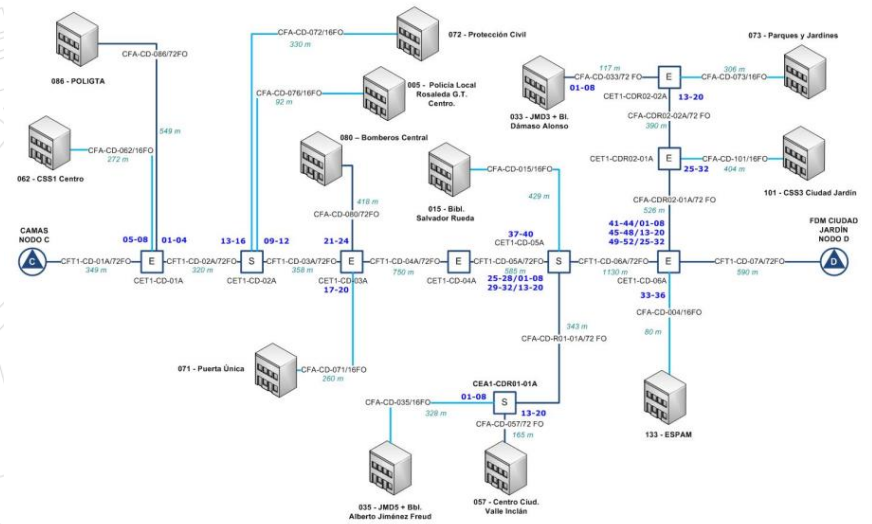 CFA-CD-072/16FO
330 m
072 - Protección Civil
073 - Parques y Jardines
CFA-CD-086/72FO
086 - POLIGTA
CFA-CD-076/16FO
92 m
005 - Policía Local
Rosaleda G.T.
Centro.
117 m
CFA-CD-033/72 FO
01-08
033 - JMD3 + Bl.
Dámaso Alonso
E
CET1-CDR02-02A
13-20
306 m
CFA-CD-073/16FO
CFA-CDR02-02A/72 FO
390 m
549 m
CFA-CD-062/16FO
272 m
062 - CSS1 Centro
080 – Bomberos Central
CFA-CD-015/16FO
429 m
015 - Bibl.
Salvador Rueda
CET1-CDR02-01A
E
25-32
CFA-CD-101/16FO
404 m
101 - CSS3 Ciudad Jardín
418 m
CFA-CD-080/72FO
CFA-CDR02-01A/72 FO
526 m
CAMAS
NODO C
C
CFT1-CD-01A/72FO
349 m
05-08
01-04
E
CET1-CD-01A
CFT1-CD-02A/72FO
320 m
13-16
09-12
S
CET1-CD-02A
CFT1-CD-03A/72FO
358 m
21-24
E
CET1-CD-03A
17-20
CFT1-CD-04A/72FO
750 m
E
CET1-CD-04A
CFT1-CD-05A/72FO
585 m
25-28/01-08
29-32/13-20
37-40
CET1-CD-05A
S
CFT1-CD-06A/72FO
1130 m
41-44/01-08
45-48/13-20
49-52/25-32
E
CET1-CD-06A
33-36
CFT1-CD-07A/72FO
590 m
FDM CIUDAD
JARDÍN
NODO D
D
CFA-CD-004/16FO
80 m
133 - ESPAM
343 m
CFA-CD-R01-01A/72 FO
071 - Puerta Única
CFA-CD-071/16FO
260 m
CEA1-CDR01-01A
CFA-CD-035/16FO
328 m
01-08
S
13-20
CFA-CD-057/72 FO
165 m
035 - JMD5 + Bbl.
Alberto Jiménez Freud
057 - Centro Ciud.
Valle Inclán